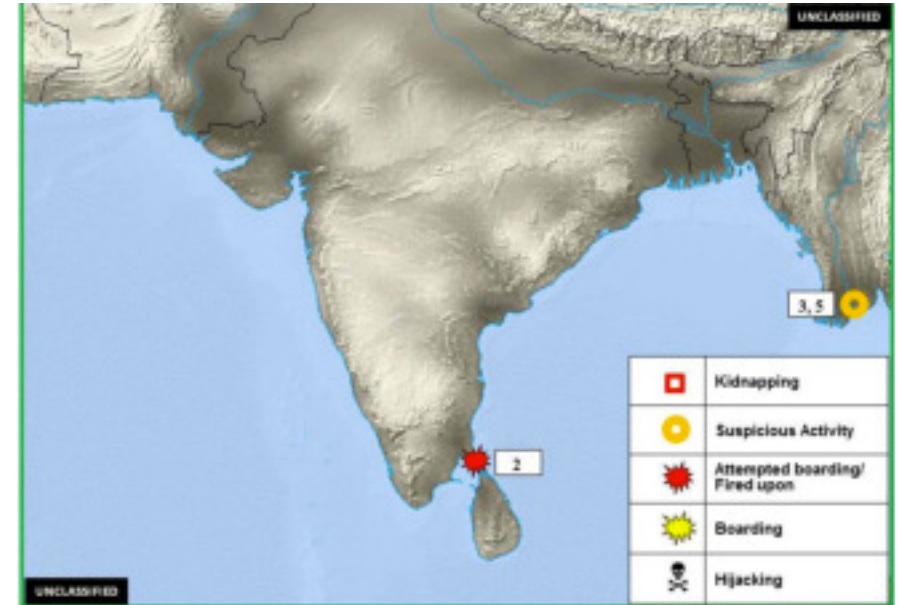 UNCLASSIFIED
3, 5
Kidnapping
Suspicious Activity
2
Attempted boarding/
Fired upon
Boarding
Hijacking
UNCLASSIFIED